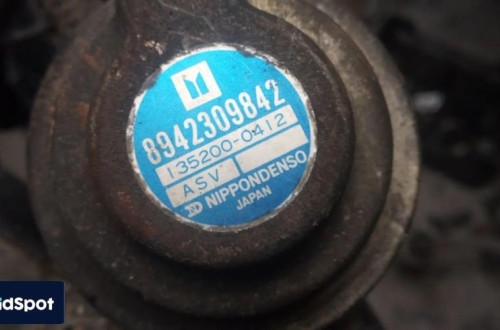 8942309842
135200-0412
ASV
NIPPONDENSO
JAPAN
idSpot